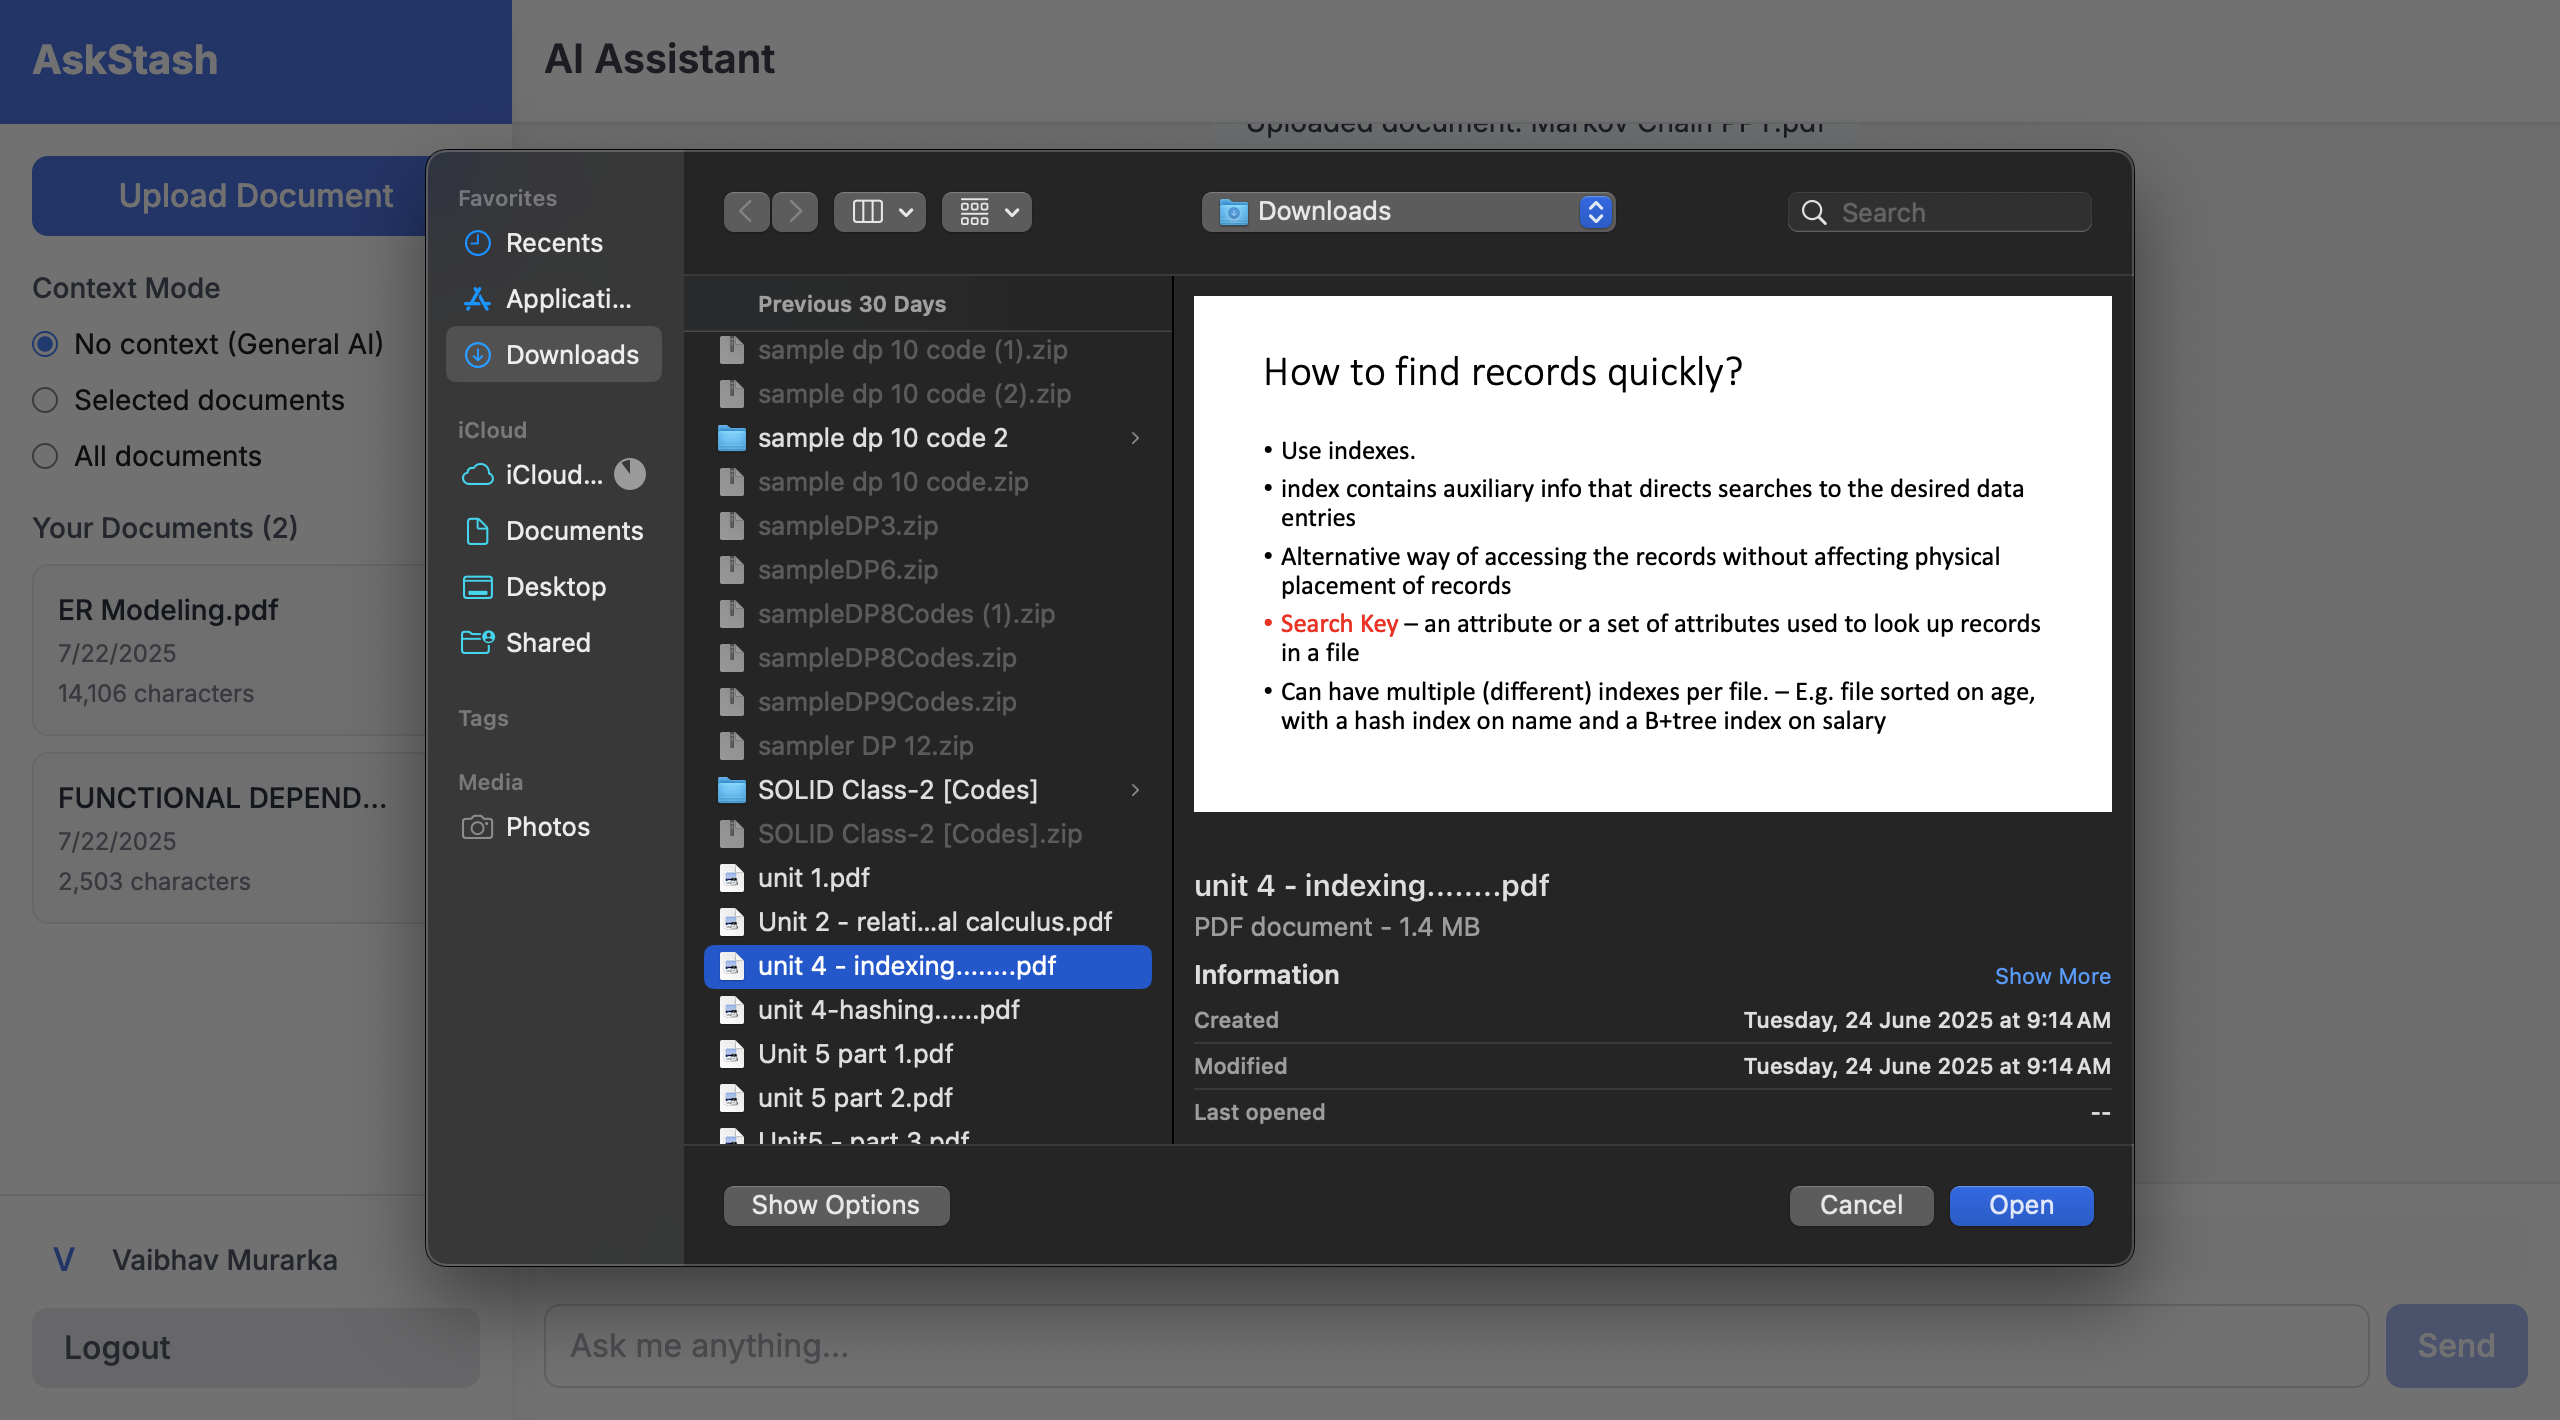 AskStash
AI Assistant
Uploaded document: Markov Chain PPT.pdf
Upload Document
Context Mode
No context (General AI)
Selected documents
All documents
Your Documents (2)
ER Modeling.pdf
7/22/2025
14,106 characters
FUNCTIONAL DEPEND...
7/22/2025
2,503 characters
V Vaibhav Murarka
Logout
Favorites
Recents
Applicati...
Downloads
iCloud
iCloud...
Documents
Desktop
Shared
Tags
Media
Photos
Downloads
Search
Previous 30 Days
sample dp 10 code (1).zip
sample dp 10 code (2).zip
sample dp 10 code 2
sample dp 10 code.zip
sampleDP3.zip
sampleDP6.zip
sampleDP8Codes (1).zip
sampleDP8Codes.zip
sampleDP9Codes.zip
sampler DP 12.zip
SOLID Class-2 [Codes]
SOLID Class-2 [Codes].zip
unit 1.pdf
Unit 2 - relati...al calculus.pdf
unit 4 - indexing........pdf
unit 4-hashing......pdf
Unit 5 part 1.pdf
unit 5 part 2.pdf
Unit5 - part 3.pdf
How to find records quickly?
• Use indexes.
• index contains auxiliary info that directs searches to the desired data
entries
• Alternative way of accessing the records without affecting physical
placement of records
• Search Key – an attribute or a set of attributes used to look up records
in a file
• Can have multiple (different) indexes per file. – E.g. file sorted on age,
with a hash index on name and a B+tree index on salary
unit 4 - indexing........pdf
PDF document - 1.4 MB
Information Show More
Created Tuesday, 24 June 2025 at 9:14 AM
Modified Tuesday, 24 June 2025 at 9:14 AM
Last opened --
Show Options
Cancel
Open
Ask me anything...
Send